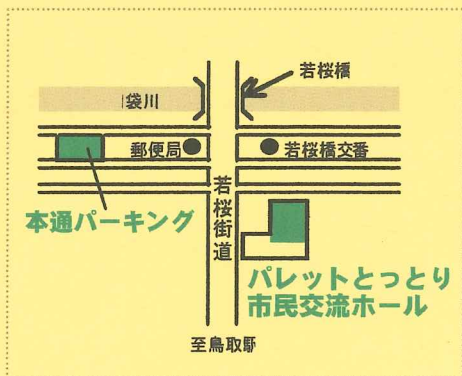 若桜橋
袋川
郵便局
若桜橋交番
本通パーキング
若桜街道
パレットとっとり
市民交流ホール
至鳥取駅